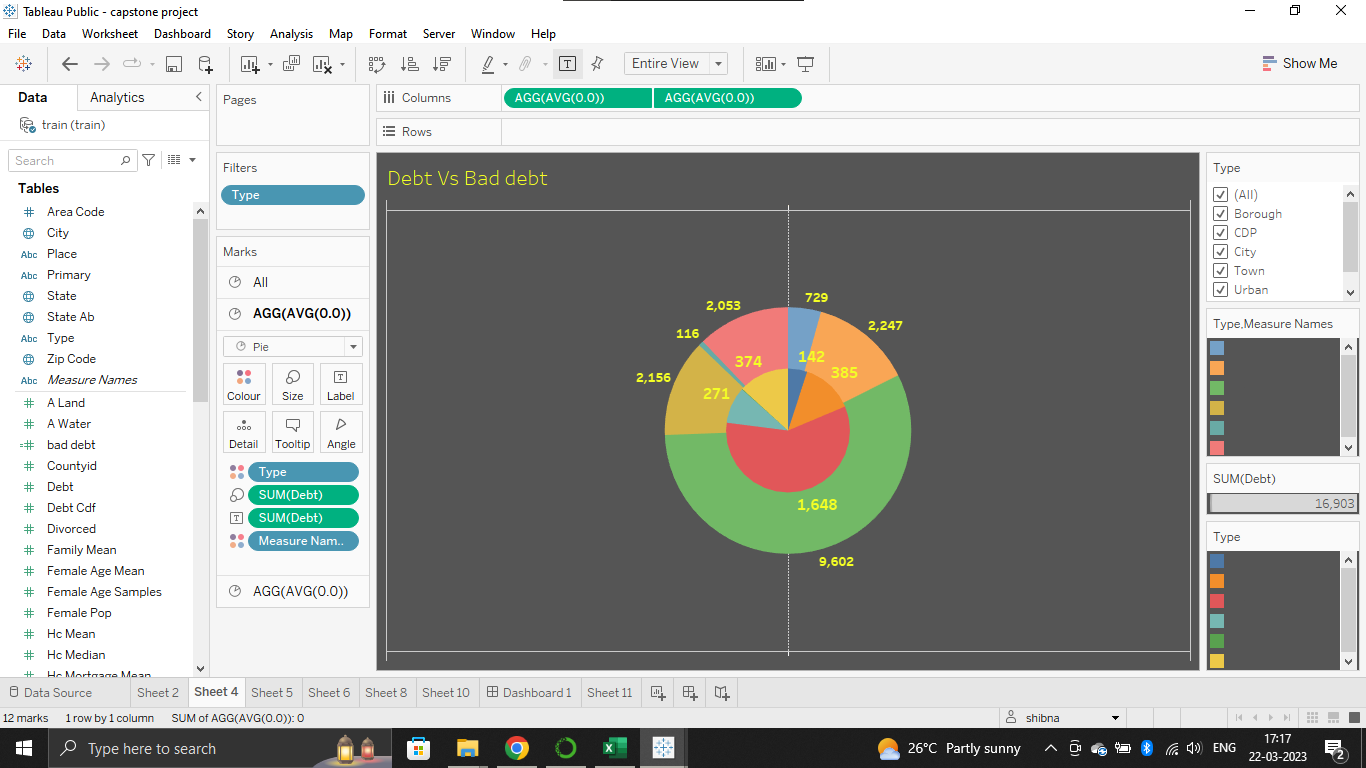 Tableau Public - capstone project
File Data Worksheet Dashboard Story Analysis Map Format Server Window Help
Entire View
Show Me
Data Analytics
train (train)
Search
Tables
Area Code
City
Abc Place
Abc Primary
State
State Ab
Abc Type
Zip Code
Abc Measure Names
A Land
A Water
bad debt
Countyid
Debt
Debt Cdf
Divorced
Family Mean
Female Age Mean
Female Age Samples
Female Pop
Hc Mean
Hc Median
Hc Mortgage Mean
Pages
Filters
Type
Marks
All
AGG(AVG(0.0))
Pie
Colour Size Label
Detail Tooltip Angle
Type
SUM(Debt)
SUM(Debt)
Measure Nam..
AGG(AVG(0.0))
Columns AGG(AVG(0.0)) AGG(AVG(0.0))
Rows
Debt Vs Bad debt
729
2,053
2,247
116
142
374
385
2,156
271
1,648
9,602
Type
(All)
Borough
CDP
City
Town
Urban
Type,Measure Names
SUM(Debt)
16,903
Type
Data Source Sheet 2 Sheet 4 Sheet 5 Sheet 6 Sheet 8 Sheet 10 Dashboard 1 Sheet 11
12 marks 1 row by 1 column SUM of AGG(AVG(0.0)): 0 shibna
Type here to search
26°C Partly sunny
ENG
17:17
22-03-2023
2